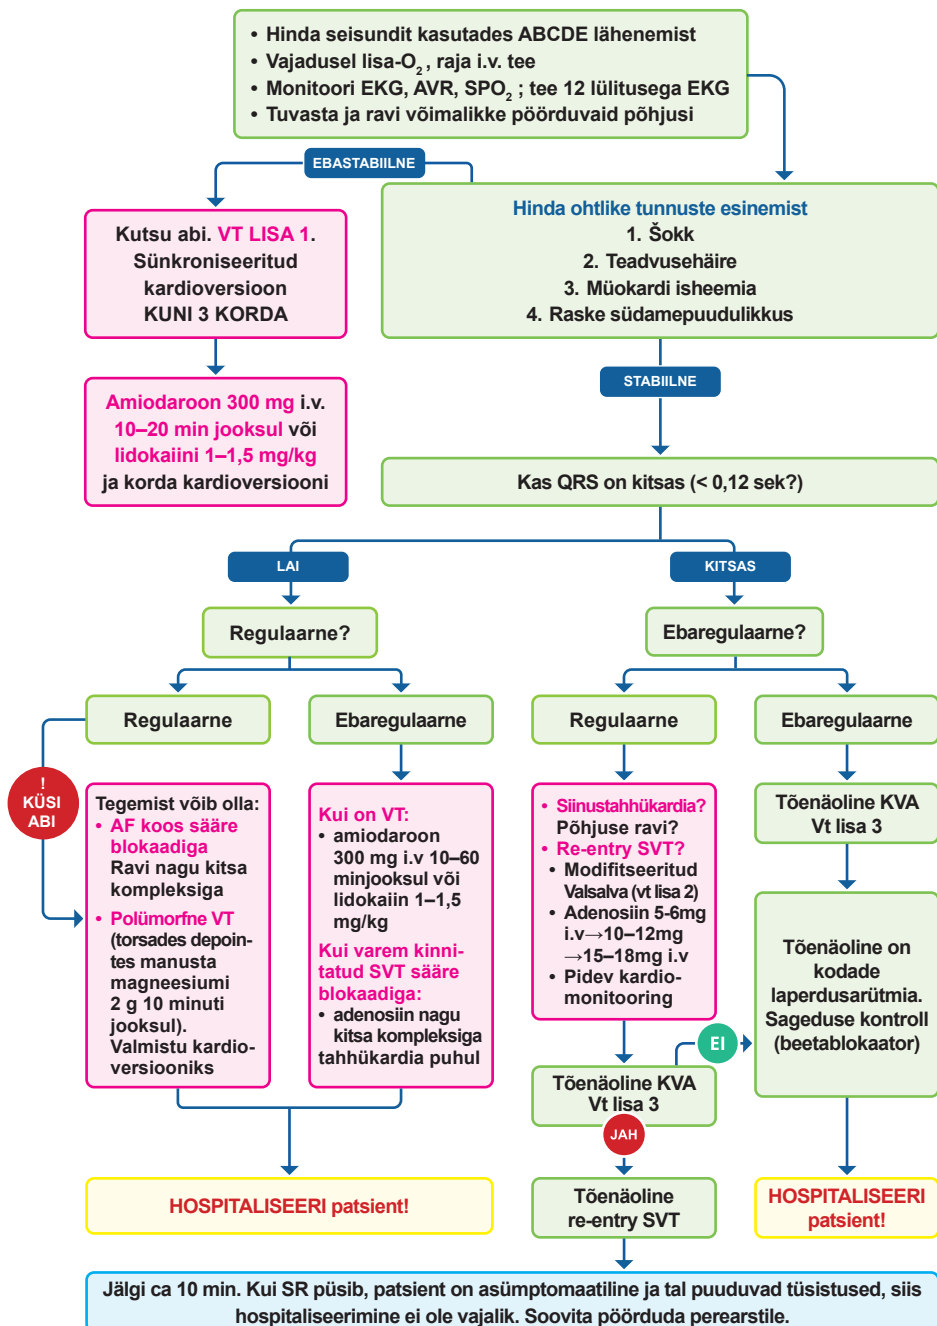 • Hinda seisundit kasutades ABCDE lähenemist
• Vajadusel lisa-O₂, raja i.v. tee
• Monitoori EKG, AVR, SPO₂ ; tee 12 lülitusega EKG
• Tuvasta ja ravi võimalikke pöörduvaid põhjusi
EBASTABIILNE
Kutsu abi. VT LISA 1.
Sünkroniseeritud
kardioversioon
KUNI 3 KORDA
Hinda ohtlike tunnuste esinemist
1. Šokk
2. Teadvusehäire
3. Müokardi isheemia
4. Raske südamepuudulikkus
Amiodaroon 300 mg i.v.
10–20 min jooksul või
lidokaiini 1–1,5 mg/kg
ja korda kardioversiooni
STABIILNE
Kas QRS on kitsas (< 0,12 sek?)
LAI
KITSAS
Regulaarne?
Ebaregulaarne?
Regulaarne
Ebaregulaarne
Regulaarne
Ebaregulaarne
!
KÜSI
ABI
Tegemist võib olla:
• AF koos sääre
blokaadiga
Ravi nagu kitsa
kompleksiga
• Polümorfne VT
(torsades depoin-
tes manusta
magneesiumi
2 g 10 minuti
jooksul).
Valmistu kardio-
versiooniks
Kui on VT:
• amiodaroon
300 mg i.v 10–60
minjooksul või
lidokaiin 1–1,5
mg/kg
Kui varem kinni-
tatud SVT sääre
blokaadiga:
• adenosiin nagu
kitsa kompleksiga
tahhükardia puhul
• Siinustahhükardia?
Põhjuse ravi?
• Re-entry SVT?
• Modifitseeritud
Valsalva (vt lisa 2)
• Adenosiin 5-6mg
i.v→10–12mg
→15–18mg i.v
• Pidev kardio-
monitooring
Tõenäoline KVA
Vt lisa 3
Tõenäoline on
kodade
laperdusarütmia.
Sageduse kontroll
(beetablokaator)
EI
Tõenäoline KVA
Vt lisa 3
JAH
HOSPITALISEERI patsient!
Tõenäoline
re-entry SVT
HOSPITALISEERI
patsient!
Jälgi ca 10 min. Kui SR püsib, patsient on asümptomaatiline ja tal puuduvad tüsistused, siis
hospitaliseerimine ei ole vajalik. Soovita pöörduda perearstile.